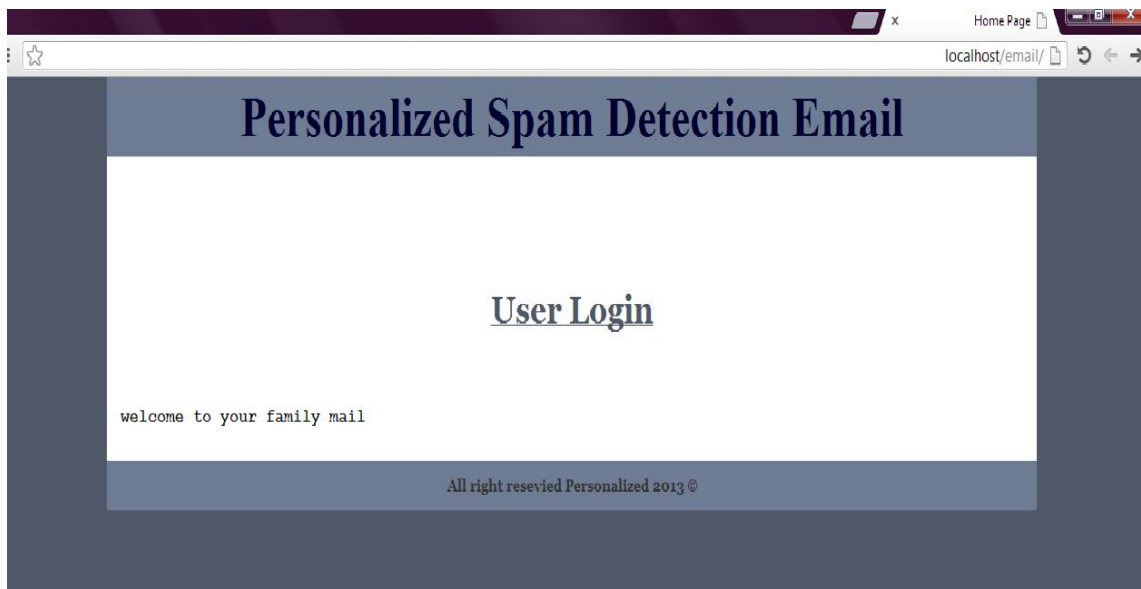 Home Page
localhost/email/
Personalized Spam Detection Email
User Login
welcome to your family mail
All right resevied Personalized 2013 ©